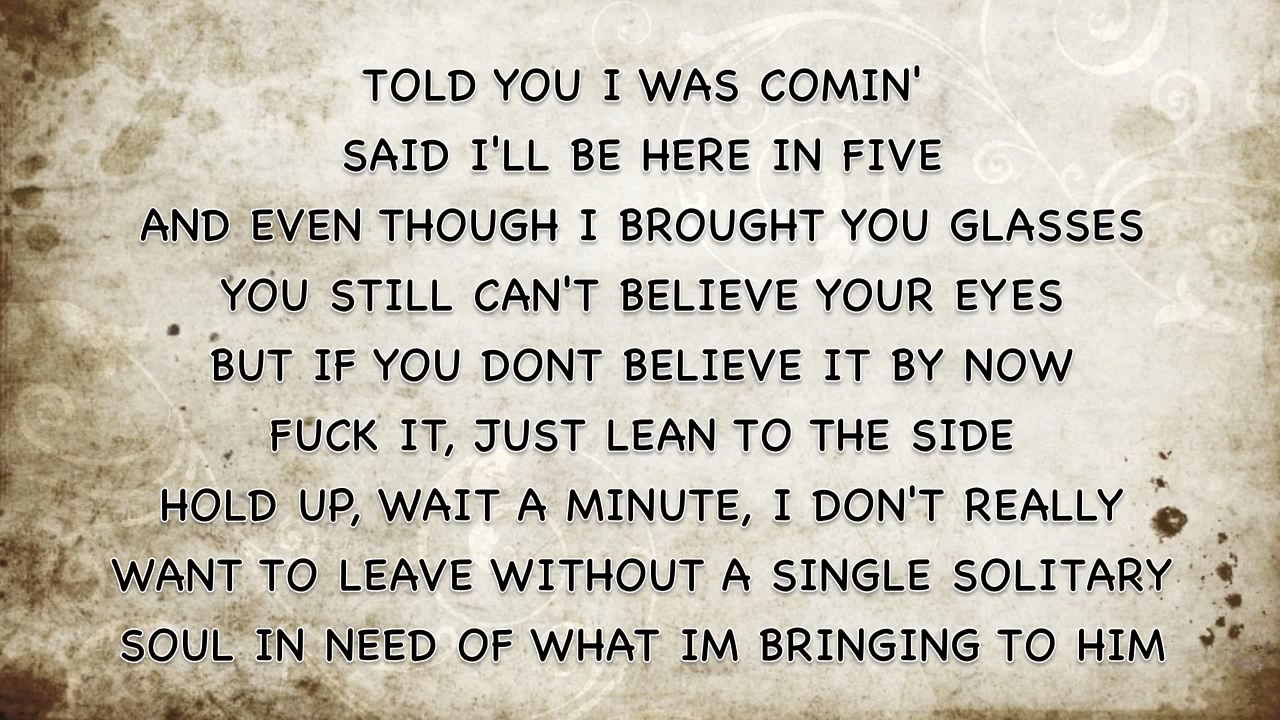 TOLD YOU I WAS COMIN'
SAID I'LL BE HERE IN FIVE
AND EVEN THOUGH I BROUGHT YOU GLASSES
YOU STILL CAN'T BELIEVE YOUR EYES
BUT IF YOU DONT BELIEVE IT BY NOW
FUCK IT, JUST LEAN TO THE SIDE
HOLD UP, WAIT A MINUTE, I DON'T REALLY
WANT TO LEAVE WITHOUT A SINGLE SOLITARY
SOUL IN NEED OF WHAT IM BRINGING TO HIM